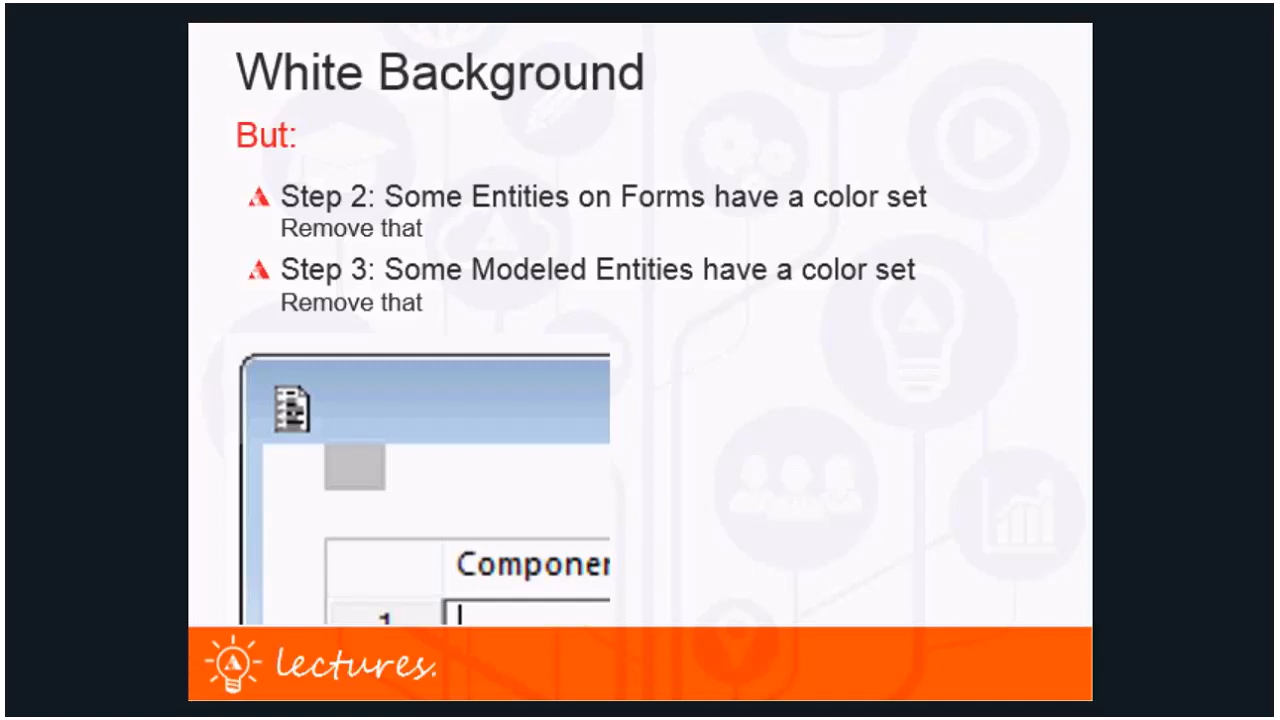 White Background
But:
Step 2: Some Entities on Forms have a color set
Remove that
Step 3: Some Modeled Entities have a color set
Remove that
Componen
1
lectures.